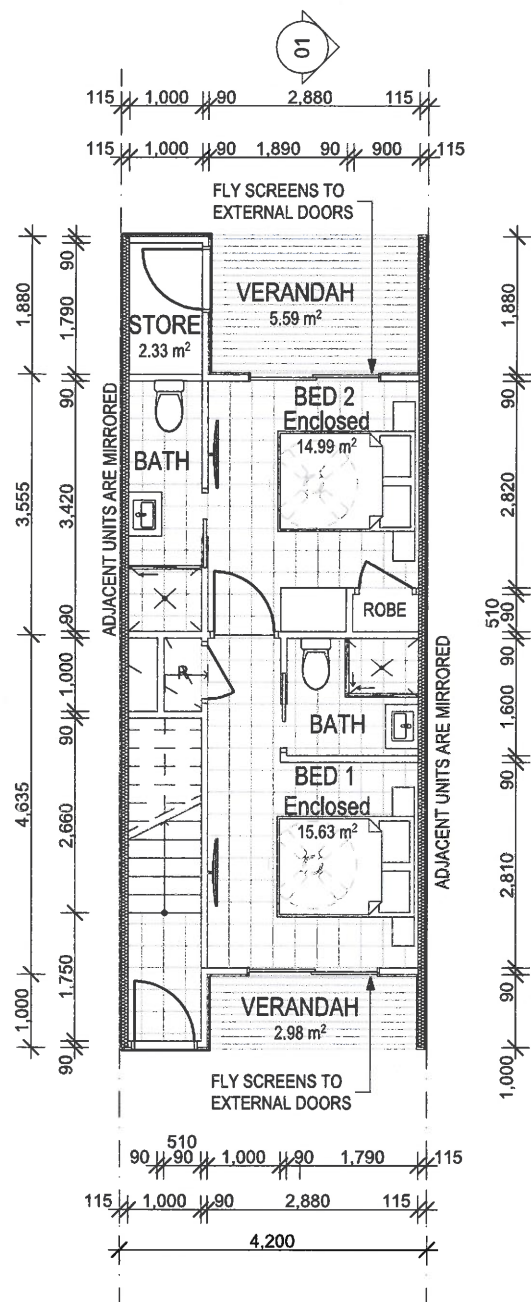 01
115 1,000 90 2,880 115
115 1,000 90 1,890 90 900 115
FLY SCREENS TO
EXTERNAL DOORS
VERANDAH
5.59 m²
STORE
2.33 m²
BED 2
Enclosed
14.99 m²
BATH
ROBE
R
BATH
BED 1
Enclosed
15.63 m²
VERANDAH
2.98 m²
FLY SCREENS TO
EXTERNAL DOORS
ADJACENT UNITS ARE MIRRORED
ADJACENT UNITS ARE MIRRORED
1,880
3,555
4,635
1,000
90
1,790
90
3,420
90
1,000
90
2,660
1,750
90
1,880
90
2,820
90
510
90
1,600
90
2,810
90
1,000
510
90 90 1,000 90 1,790 115
115 1,000 90 2,880 115
4,200